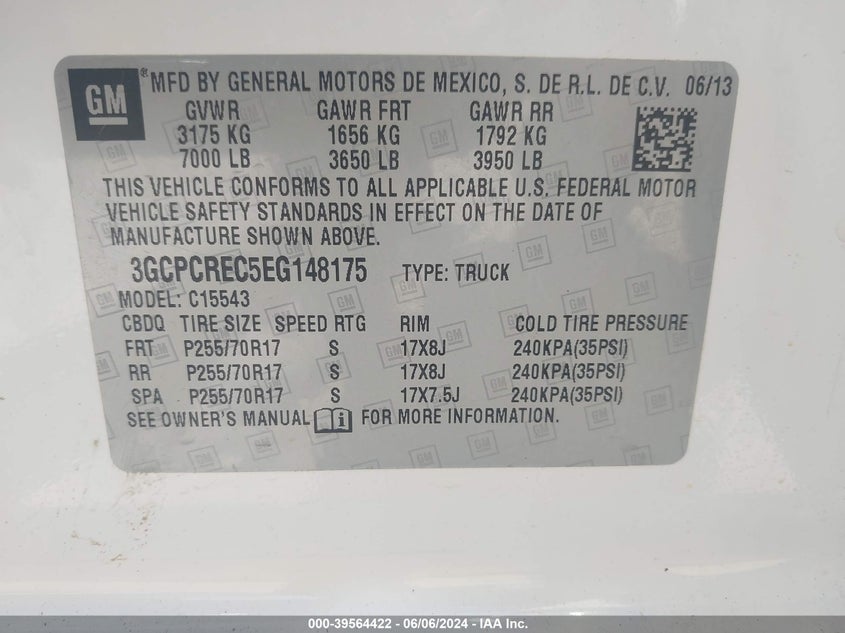 GM
® MFD BY GENERAL MOTORS DE MEXICO, S. DE R.L. DE C.V. 06/13
GVWR GAWR FRT GAWR RR
3175 KG 1656 KG 1792 KG
7000 LB 3650 LB 3950 LB
THIS VEHICLE CONFORMS TO ALL APPLICABLE U.S. FEDERAL MOTOR
VEHICLE SAFETY STANDARDS IN EFFECT ON THE DATE OF
MANUFACTURE SHOWN ABOVE.
3GCPCREC5EG148175 TYPE: TRUCK
MODEL: C15543
CBDQ TIRE SIZE SPEED RTG RIM COLD TIRE PRESSURE
FRT P255/70R17 S 17X8J 240KPA(35PSI)
RR P255/70R17 S 17X8J 240KPA(35PSI)
SPA P255/70R17 S 17X7.5J 240KPA(35PSI)
SEE OWNER'S MANUAL i FOR MORE INFORMATION.
000-39564422 - 06/06/2024 - IAA Inc.